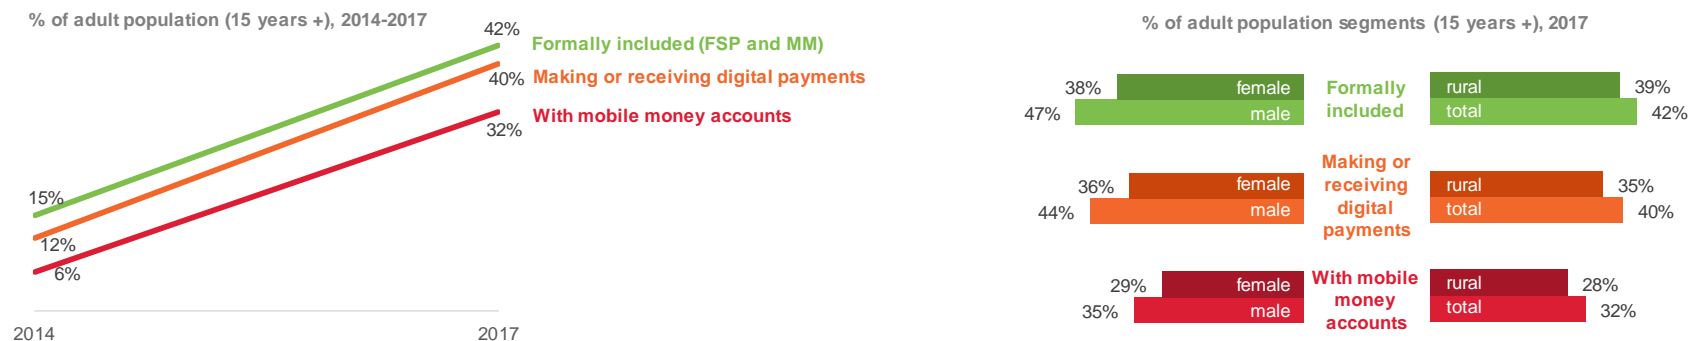 % of adult population (15 years +), 2014-2017
42%
Formally included (FSP and MM)
40%
Making or receiving digital payments
With mobile money accounts
32%
15%
12%
6%
2014
2017
% of adult population segments (15 years +), 2017
38%
female
47%
male
Formally
included
rural
39%
total
42%
36%
female
44%
male
Making or
receiving
digital
payments
rural
35%
total
40%
29%
female
35%
male
With mobile
money
accounts
rural
28%
total
32%